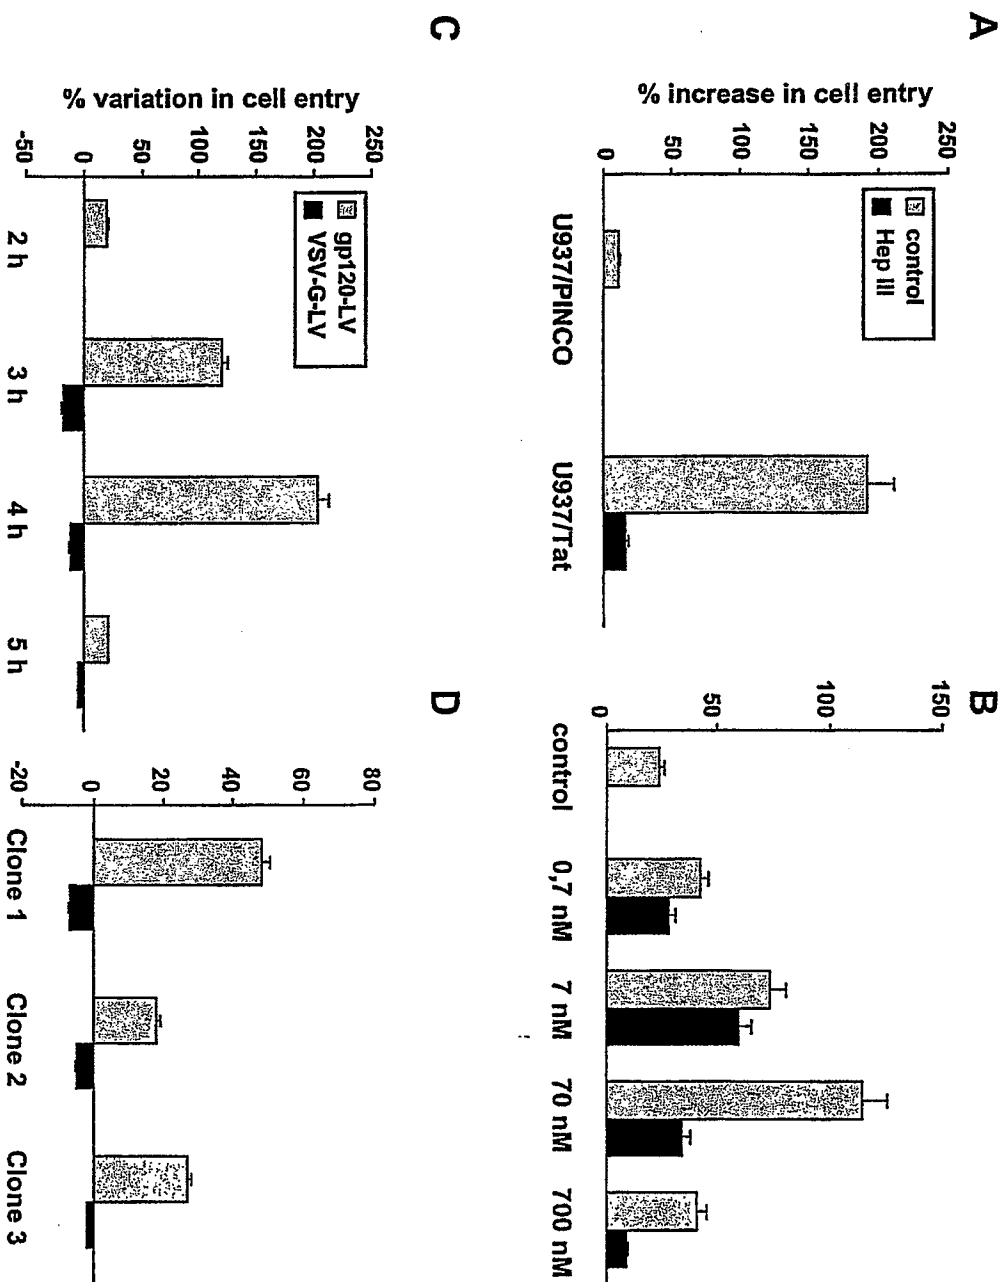 A
% increase in cell entry
250
200
150
100
50
0
control
Hep III
U937/PINCO
U937/Tat
B
150
100
50
0
control
0,7 nM
7 nM
70 nM
700 nM
C
% variation in cell entry
250
200
150
100
50
0
-50
gp120-LV
VSV-G-LV
2 h
3 h
4 h
5 h
D
80
60
40
20
0
-20
Clone 1
Clone 2
Clone 3